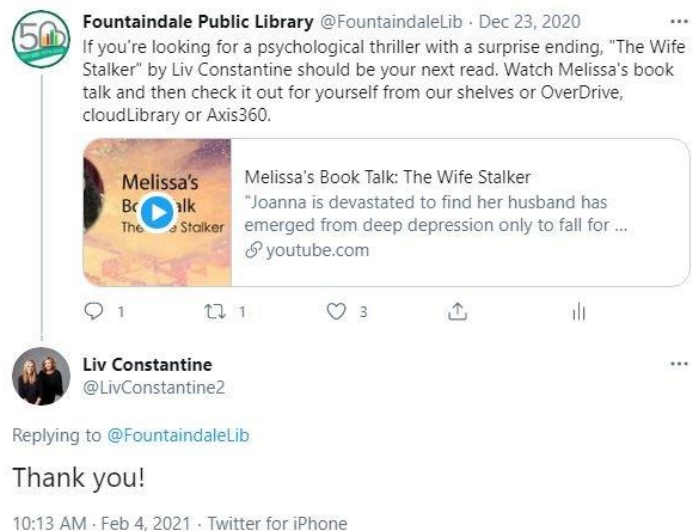 50
Fountaindale Public Library @FountaindaleLib · Dec 23, 2020
If you're looking for a psychological thriller with a surprise ending, "The Wife
Stalker" by Liv Constantine should be your next read. Watch Melissa's book
talk and then check it out for yourself from our shelves or OverDrive,
cloudLibrary or Axis360.
Melissa's
Stalker
Melissa's Book Talk: The Wife Stalker
"Joanna is devastated to find her husband has
emerged from deep depression only to fall for ...
youtube.com
1 1 3
Liv Constantine
@LivConstantine2
Replying to @FountaindaleLib
Thank you!
10:13 AM · Feb 4, 2021 · Twitter for iPhone